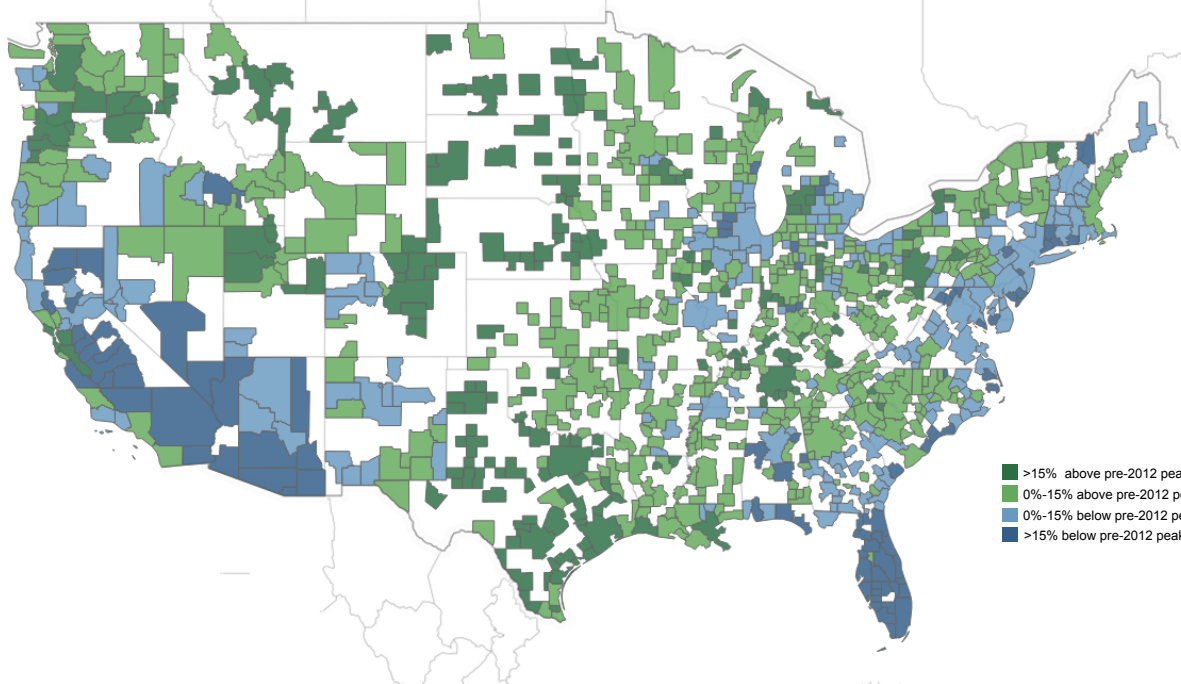 >15% above pre-2012 pea
0%-15% above pre-2012 p
0%-15% below pre-2012 p
>15% below pre-2012 peak